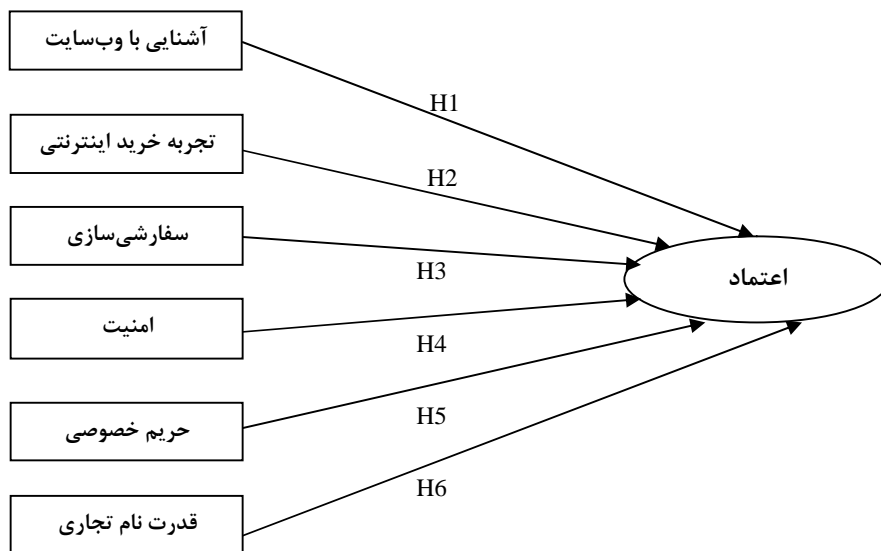 آشنایی با وب‌سایت
H1
تجربه خرید اینترنتی
H2
سفارشی‌سازی
H3
اعتماد
امنیت
H4
حریم خصوصی
H5
H6
قدرت نام تجاری